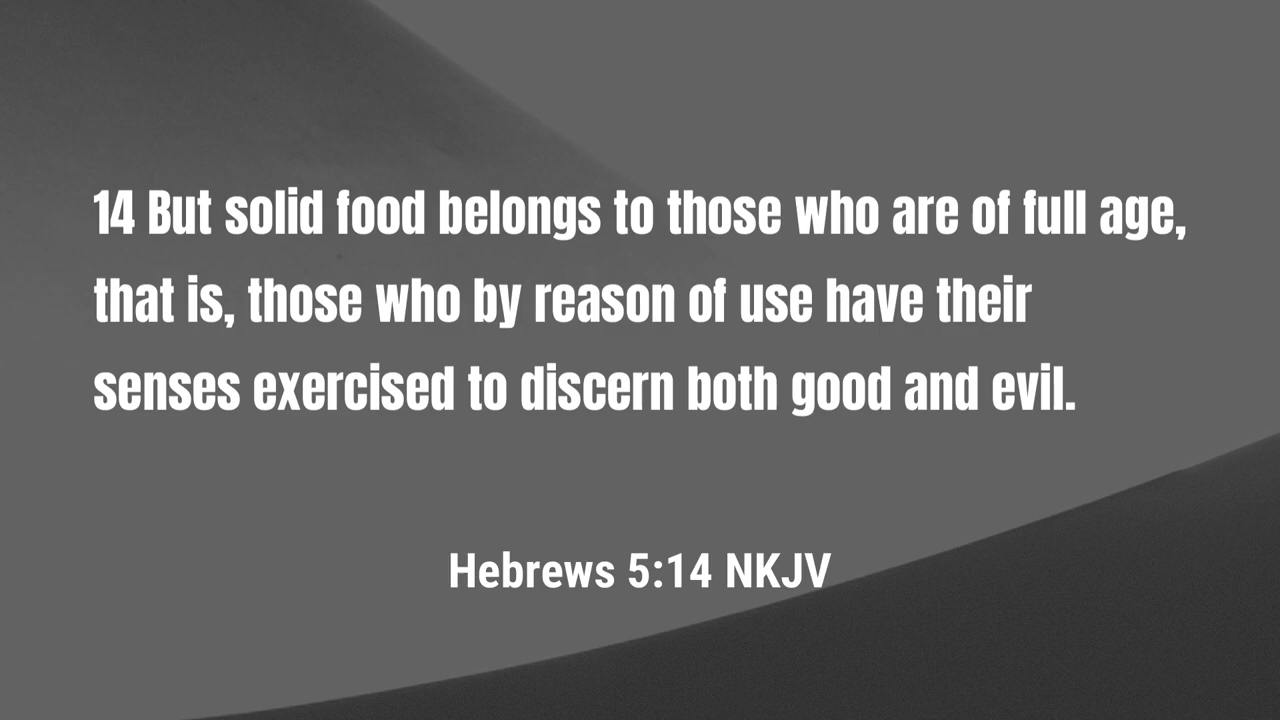 14 But solid food belongs to those who are of full age,
that is, those who by reason of use have their
senses exercised to discern both good and evil.
Hebrews 5:14 NKJV